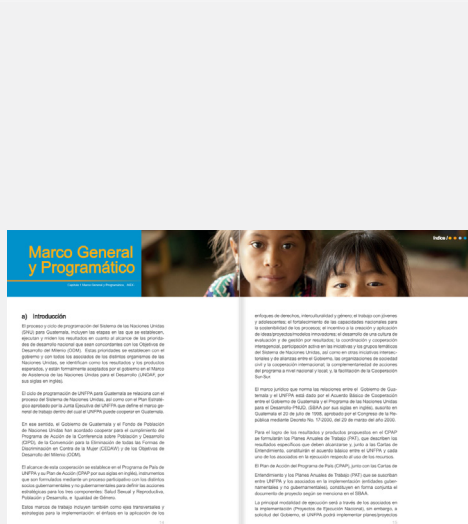 Índice /
Marco General
y Programático
a) Introducción
El proceso y ciclo de programación del Sistema de las Naciones Unidas
(SNU) para Guatemala, incluyen las etapas en las que se establecen,
ejecutan y miden los resultados en cuanto al alcance de las priorida-
des de desarrollo nacional que sean concordantes con los Objetivos de
Desarrollo del Milenio (ODM). Estas prioridades se establecen con el
gobierno y son todos los asociados de los distintos organismos de las
Naciones Unidas, se identifican como los resultados y los productos
esperados, y están formalmente aceptados por el gobierno en el Marco
de Asistencia de las Naciones Unidas para el Desarrollo (UNDAF, por
sus siglas en inglés).
El ciclo de programación de UNFPA para Guatemala se relaciona con el
proceso del Sistema de Naciones Unidas, así como con el Plan Estraté-
gico aprobado por la Junta Ejecutiva del UNFPA que define el marco ge-
neral de trabajo dentro del cual el UNFPA puede cooperar en Guatemala.
En ese sentido, el Gobierno de Guatemala y el Fondo de Población
de Naciones Unidas han acordado cooperar para el cumplimiento del
Programa de Acción de la Conferencia sobre Población y Desarrollo
(CIPD), de la Convención para la Eliminación de todas las Formas de
Discriminación en Contra de la Mujer (CEDAW) y de los Objetivos de
Desarrollo del Milenio (ODM).
El alcance de esta cooperación se establece en el Programa de País de
UNFPA y su Plan de Acción (CPAP por sus siglas en inglés), instrumentos
que son formulados mediante un proceso participativo con los distintos
socios gubernamentales y no gubernamentales para definir las acciones
estratégicas para los tres componentes: Salud Sexual y Reproductiva,
Población y Desarrollo, e Igualdad de Género.
Estos marcos de trabajo incluyen también como ejes transversales y
estrategias para la implementación: el énfasis en la aplicación de los
14
enfoques de derechos, interculturalidad y género; el trabajo con jóvenes
y adolescentes; el fortalecimiento de las capacidades nacionales para
la sostenibilidad de los procesos; el incentivo a la creación y aplicación
de ideas/proyectos/modelos innovadores; el desarrollo de una cultura de
evaluación y de gestión por resultados; la coordinación y cooperación
interagencial, participación activa en las iniciativas y los grupos temáticos
del Sistema de Naciones Unidas, así como en otras iniciativas intersec-
toriales y de alianzas entre el Gobierno, las organizaciones de sociedad
civil y la cooperación internacional; la complementariedad de acciones
del programa a nivel nacional y local; y, la facilitación de la Cooperación
Sur-Sur.
El marco jurídico que norma las relaciones entre el Gobierno de Gua-
temala y el UNFPA está dado por el Acuerdo Básico de Cooperación
entre el Gobierno de Guatemala y el Programa de las Naciones Unidas
para el Desarrollo-PNUD, (SBAA por sus siglas en inglés), suscrito en
Guatemala el 20 de julio de 1998, aprobado por el Congreso de la Re-
pública mediante Decreto No. 17-2000, del 29 de marzo del año 2000.
Para el logro de los resultados y productos propuestos en el CPAP
se formularán los Planes Anuales de Trabajo (PAT), que describen los
resultados específicos que deben alcanzarse y, junto a las Cartas de
Entendimiento, constituirán el acuerdo básico entre el UNFPA y cada
uno de los asociados en la ejecución respecto al uso de los recursos.
El Plan de Acción del Programa de País (CPAP), junto con las Cartas de
Entendimiento y los Planes Anuales de Trabajo (PAT) que se suscriban
entre UNFPA y los asociados en la implementación (entidades guber-
namentales y no gubernamentales), constituyen en forma conjunta el
documento de proyecto según se menciona en el SBAA.
La principal modalidad de ejecución será a través de los asociados en
la implementación (Proyectos de Ejecución Nacional), sin embargo, a
solicitud del Gobierno, el UNFPA podrá implementar planes/proyectos